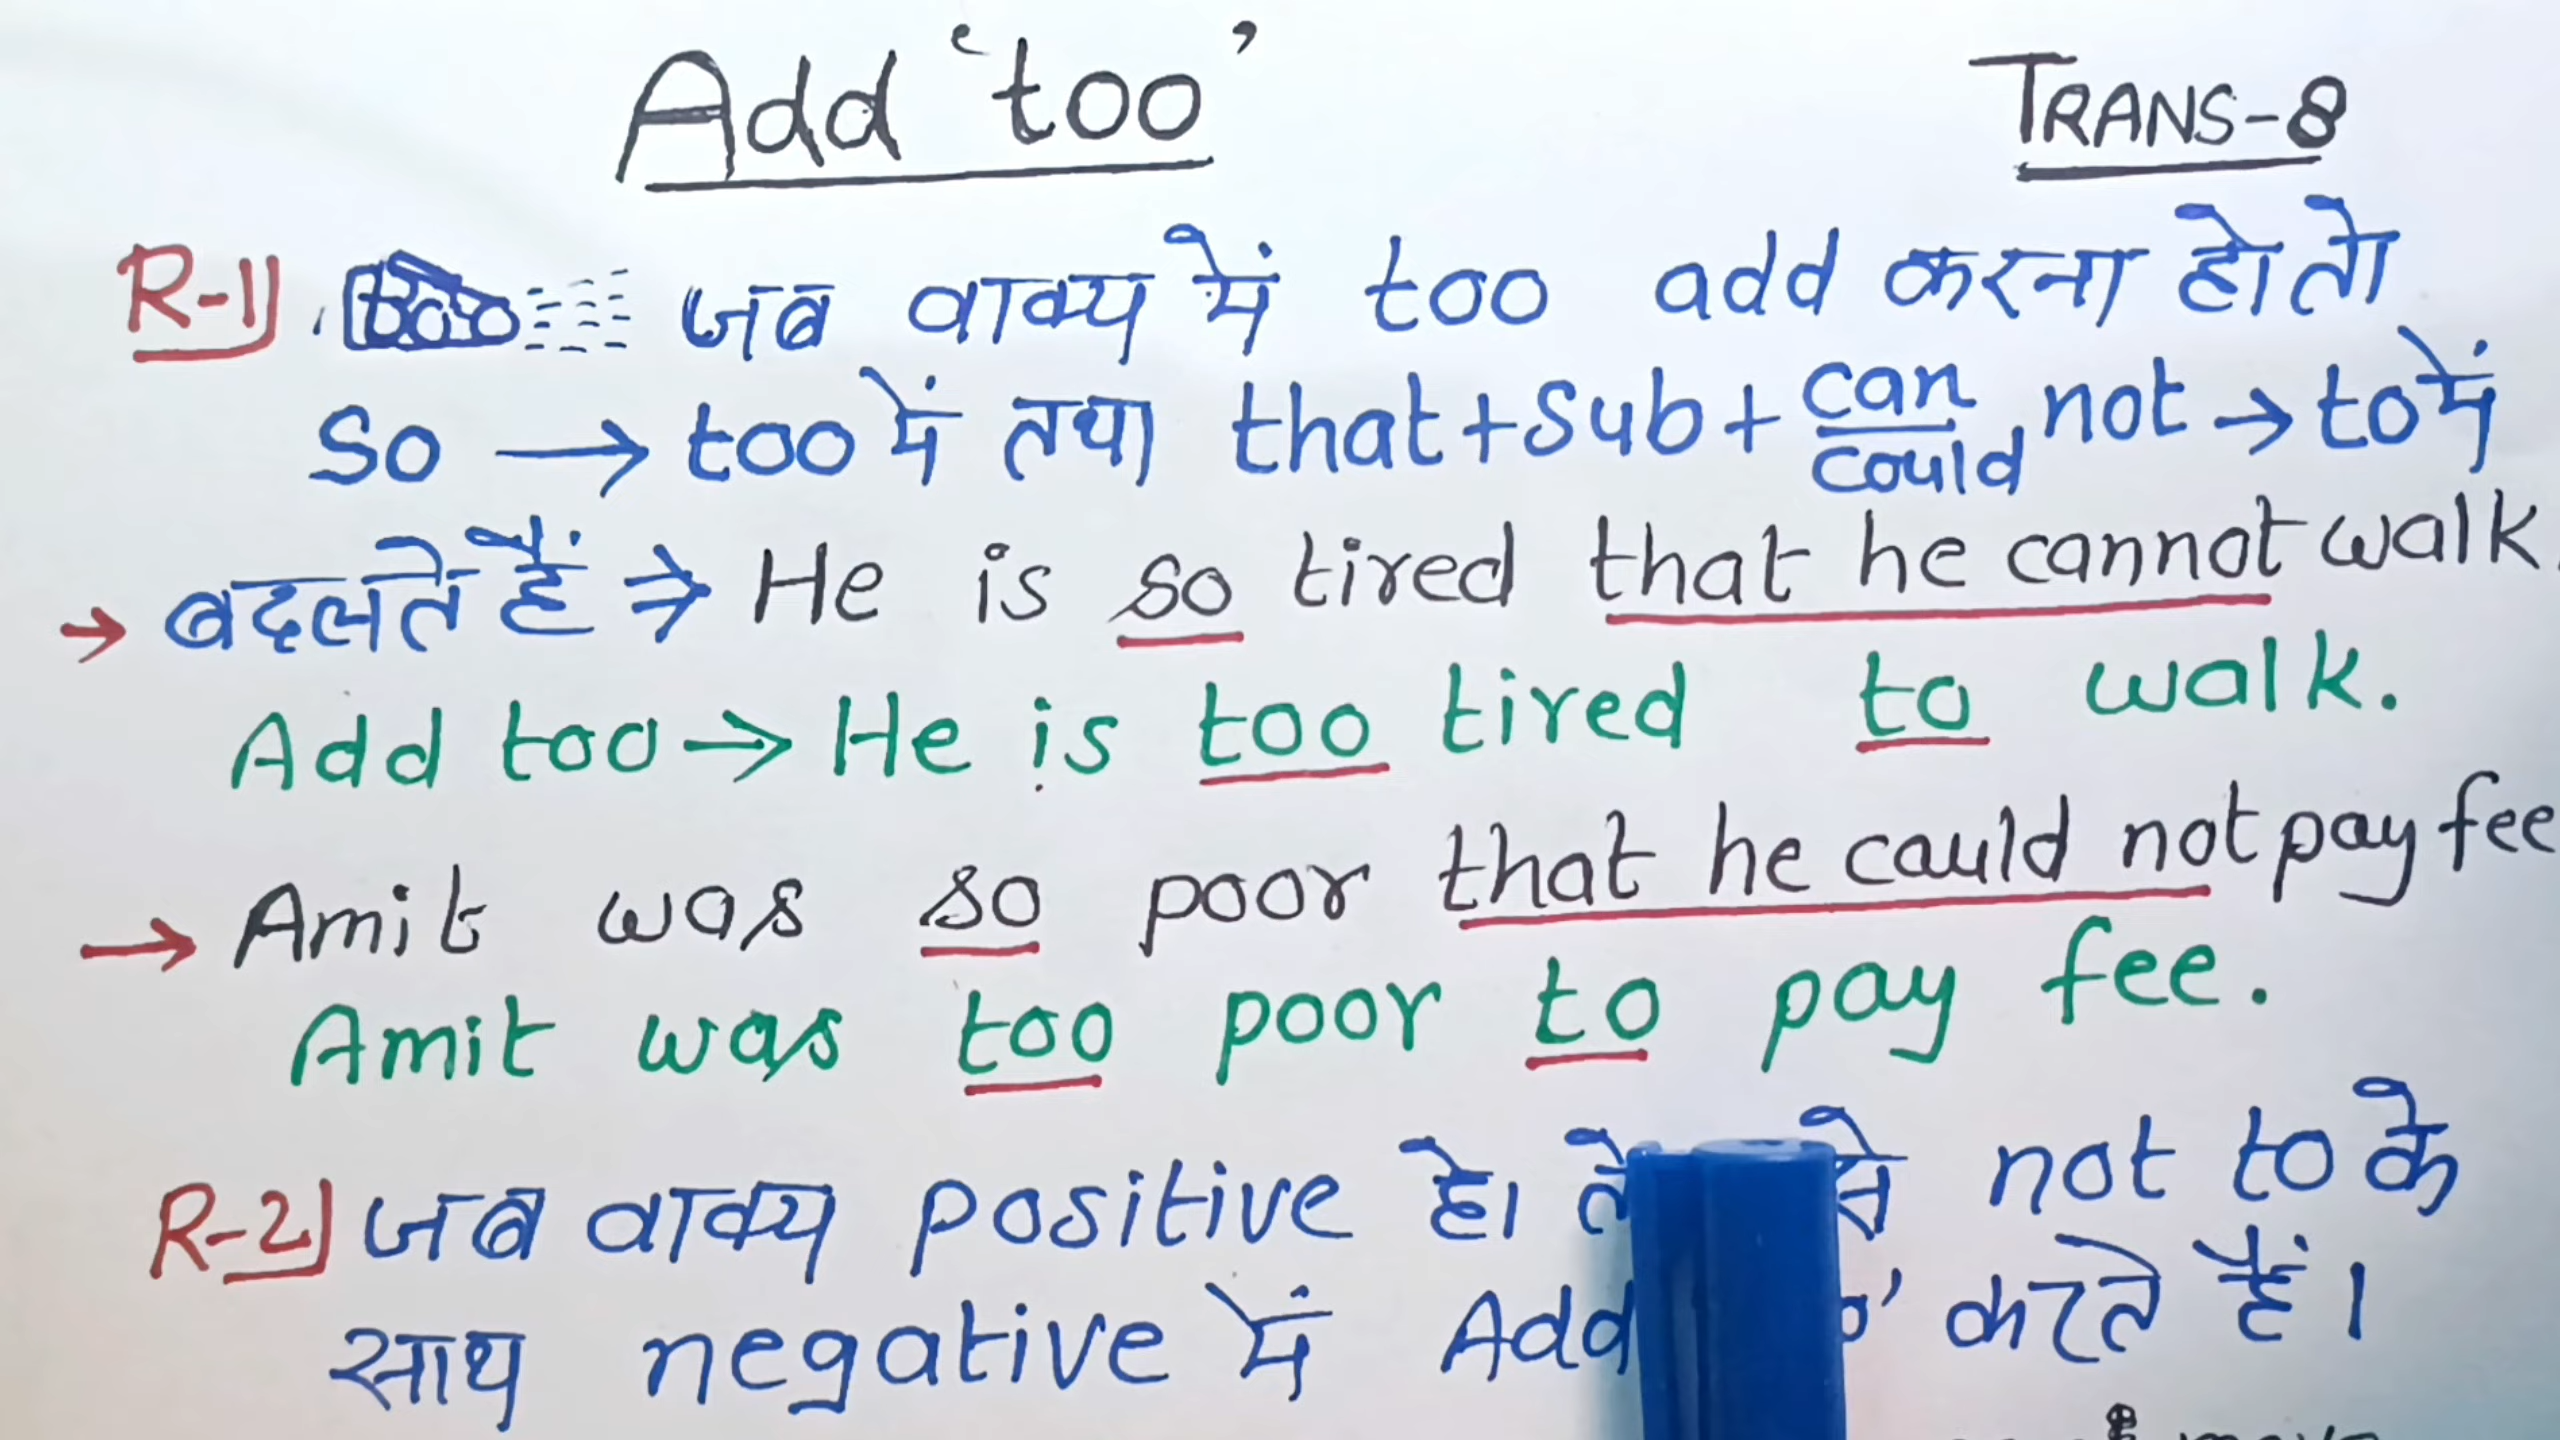 Add 'too'
TRANS-8
R-1) जब वाक्य में too add करना हो तो
So → too में तथा that+Sub+can/could not → to में
→ बदलते हैं → He is so tired that he cannot walk.
Add too → He is too tired to walk.
→ Amit was so poor that he could not pay fee
Amit was too poor to pay fee.
R-2) जब वाक्य positive हो not to के
साथ negative में Add करते हैं।